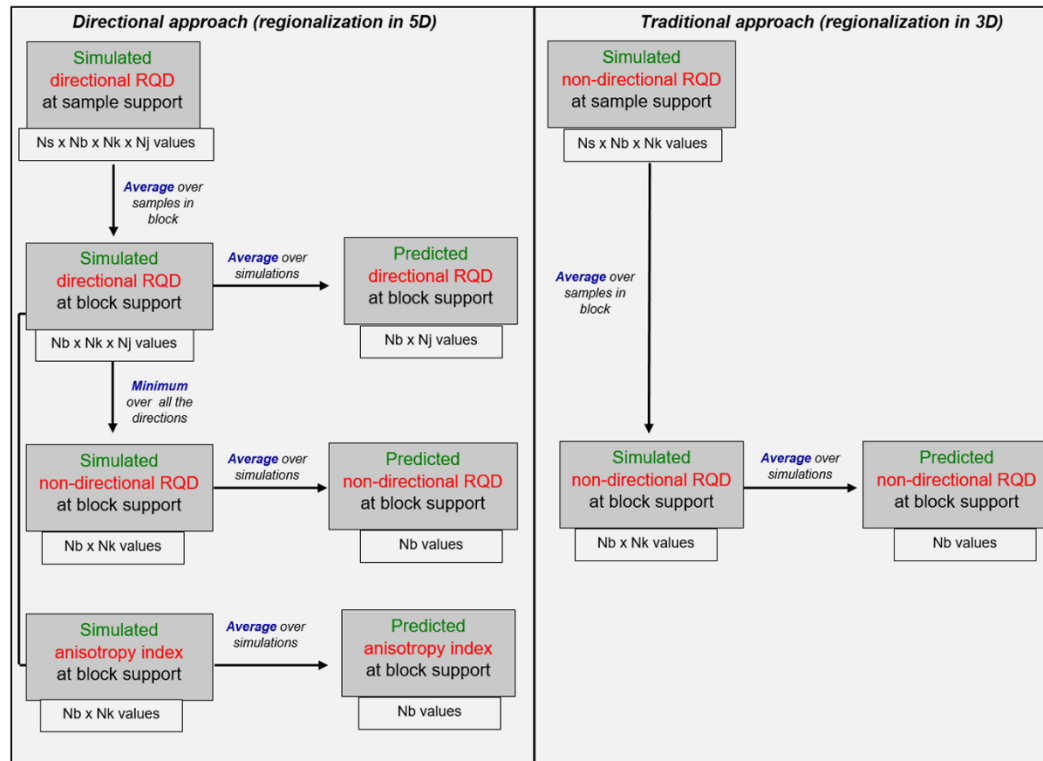 Directional approach (regionalization in 5D)
Simulated
directional RQD
at sample support
Ns x Nb x Nk x Nj values
Average over
samples in
block
Simulated
directional RQD
at block support
Nb x Nk x Nj values
Average over
simulations
Predicted
directional RQD
at block support
Nb x Nj values
Minimum
over all the
directions
Simulated
non-directional RQD
at block support
Nb x Nk values
Average over
simulations
Predicted
non-directional RQD
at block support
Nb values
Simulated
anisotropy index
at block support
Nb x Nk values
Average over
simulations
Predicted
anisotropy index
at block support
Nb values
Traditional approach (regionalization in 3D)
Simulated
non-directional RQD
at sample support
Ns x Nb x Nk values
Average over
samples in
block
Simulated
non-directional RQD
at block support
Nb x Nk values
Average over
simulations
Predicted
non-directional RQD
at block support
Nb values